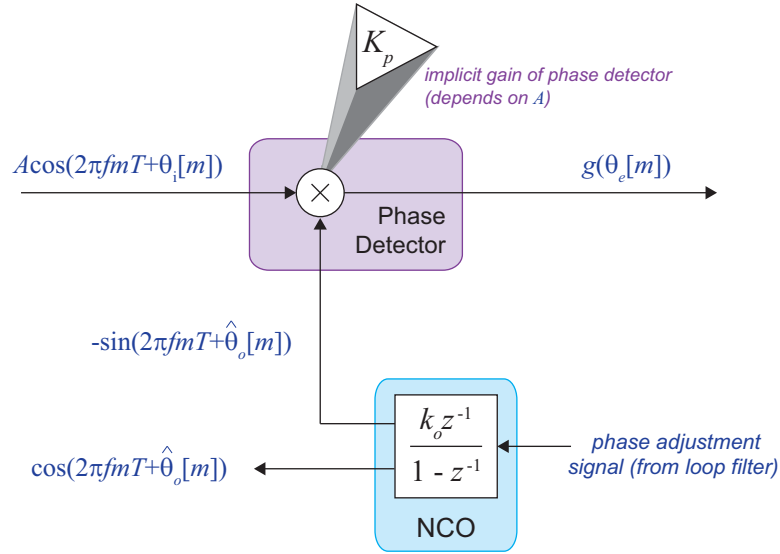 K_p
implicit gain of phase detector
(depends on A)
Acos(2πfmT+θ_i[m])
g(θ_e[m])
×
Phase
Detector
-sin(2πfmT+θ̂_o[m])
k_o z^-1
1 - z^-1
phase adjustment
signal (from loop filter)
cos(2πfmT+θ̂_o[m])
NCO